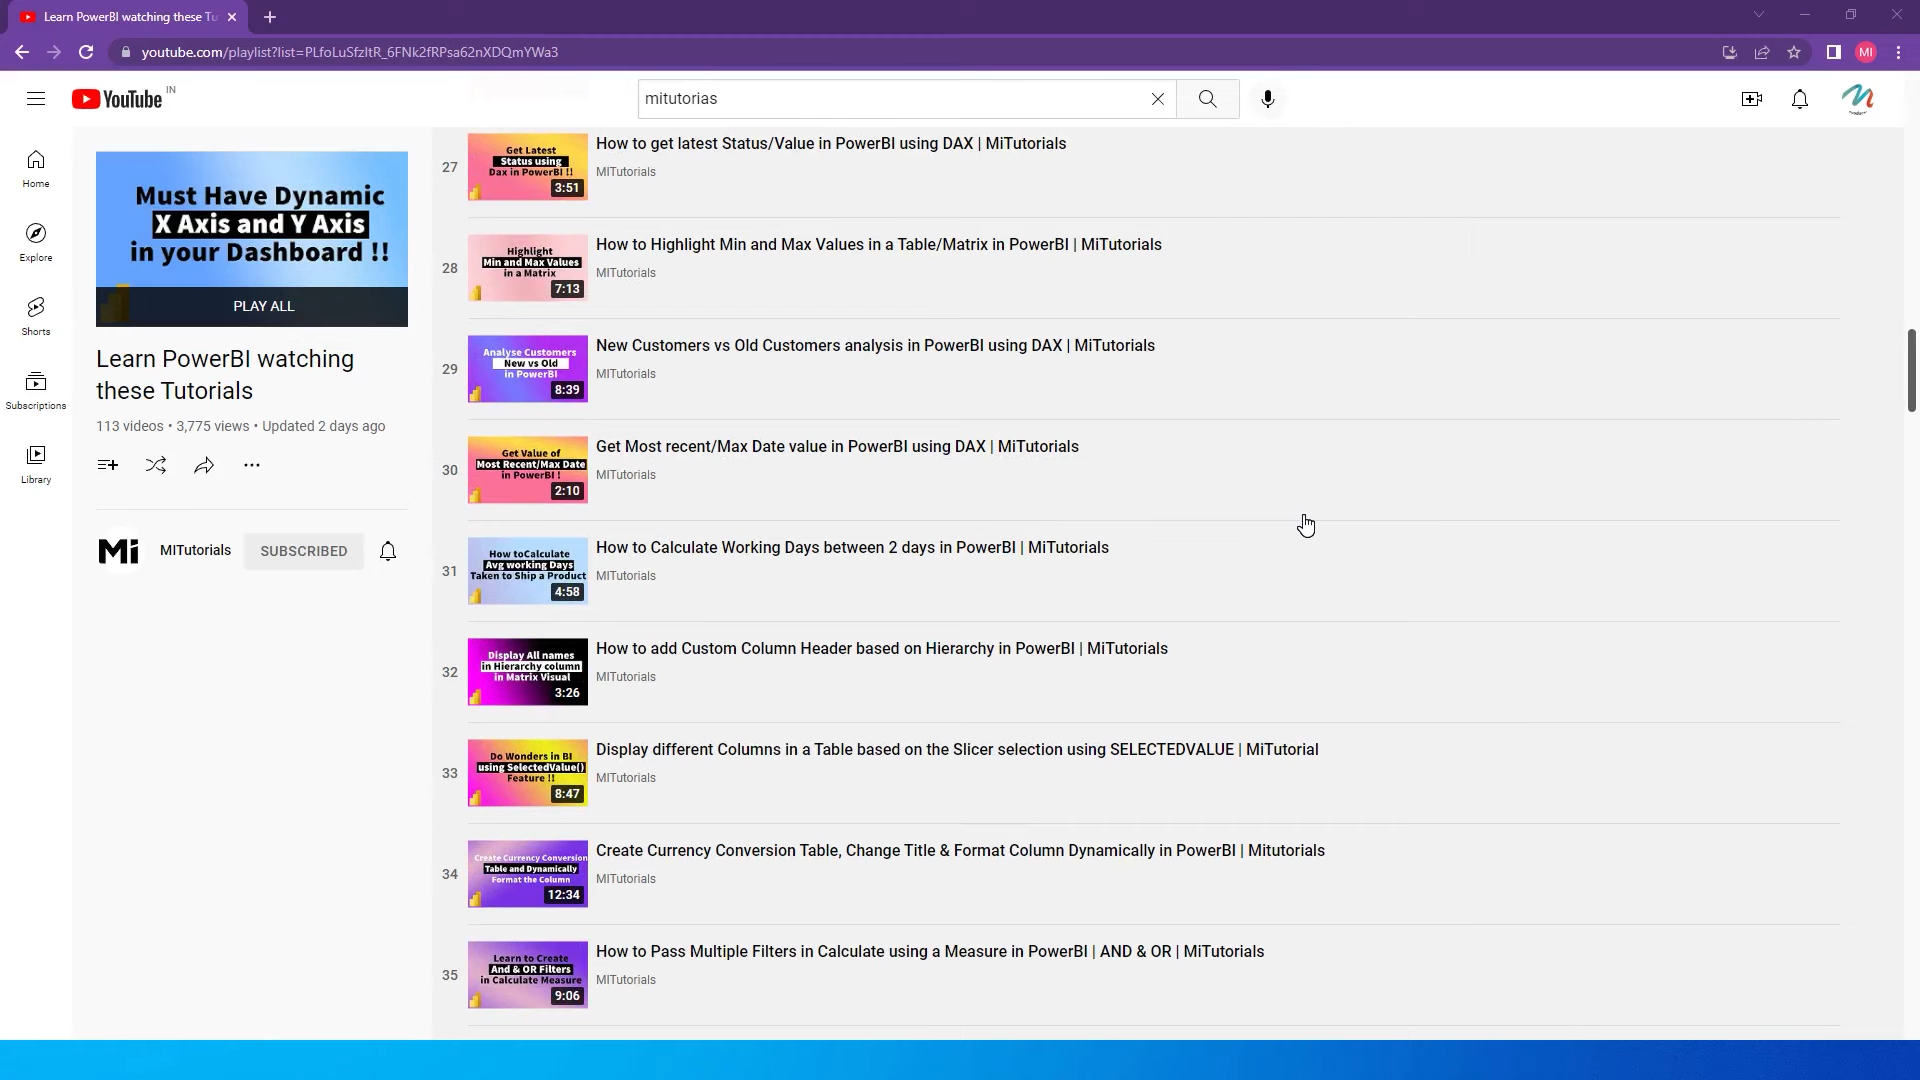 Learn PowerBI watching these Tu
youtube.com/playlist?list=PLfoLuSfzItR_6FNk2fRPsa62nXDQmYWa3
MI
YouTube IN
mitutorias
Home
Explore
Shorts
Subscriptions
Library
Must Have Dynamic
X Axis and Y Axis
in your Dashboard !!
PLAY ALL
Learn PowerBI watching
these Tutorials
113 videos • 3,775 views • Updated 2 days ago
Mi MITutorials SUBSCRIBED
27
Get Latest
Status using
Dax in PowerBI !!
3:51
How to get latest Status/Value in PowerBI using DAX | MiTutorials
MITutorials
28
Highlight
Min and Max Values
in a Matrix
7:13
How to Highlight Min and Max Values in a Table/Matrix in PowerBI | MiTutorials
MITutorials
29
Analyse Customers
New vs Old
in PowerBI
8:39
New Customers vs Old Customers analysis in PowerBI using DAX | MiTutorials
MITutorials
30
Get Value of
Most Recent/Max Date
in PowerBI !
2:10
Get Most recent/Max Date value in PowerBI using DAX | MiTutorials
MITutorials
31
How toCalculate
Avg working Days
Taken to Ship a Product
4:58
How to Calculate Working Days between 2 days in PowerBI | MiTutorials
MITutorials
32
Display All names
in Hierarchy column
in Matrix Visual
3:26
How to add Custom Column Header based on Hierarchy in PowerBI | MiTutorials
MITutorials
33
Do Wonders in BI
using SelectedValue()
Feature !!
8:47
Display different Columns in a Table based on the Slicer selection using SELECTEDVALUE | MiTutorial
MITutorials
34
Create Currency Conversion
Table and Dynamically
Format the Column
12:34
Create Currency Conversion Table, Change Title & Format Column Dynamically in PowerBI | Mitutorials
MITutorials
35
Learn to Create
And & OR Filters
in Calculate Measure
9:06
How to Pass Multiple Filters in Calculate using a Measure in PowerBI | AND & OR | MiTutorials
MITutorials